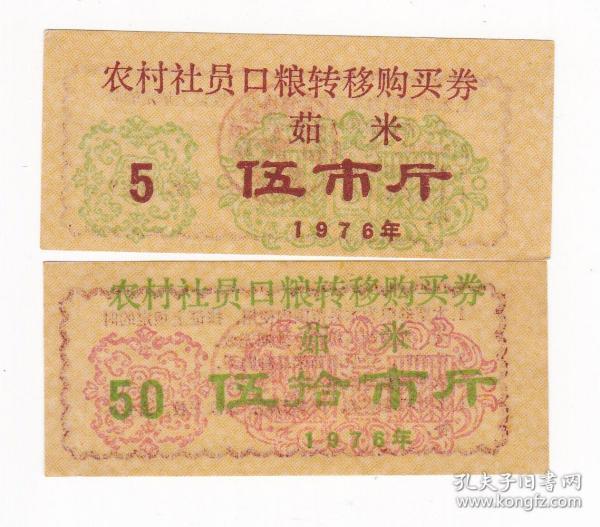 农村社员口粮转移购买券
茹 米
5 伍市斤
1976年
农村社员口粮转移购买券
茹 米
50 伍拾市斤
1976年
孔夫子旧书网
www.kongfz.com